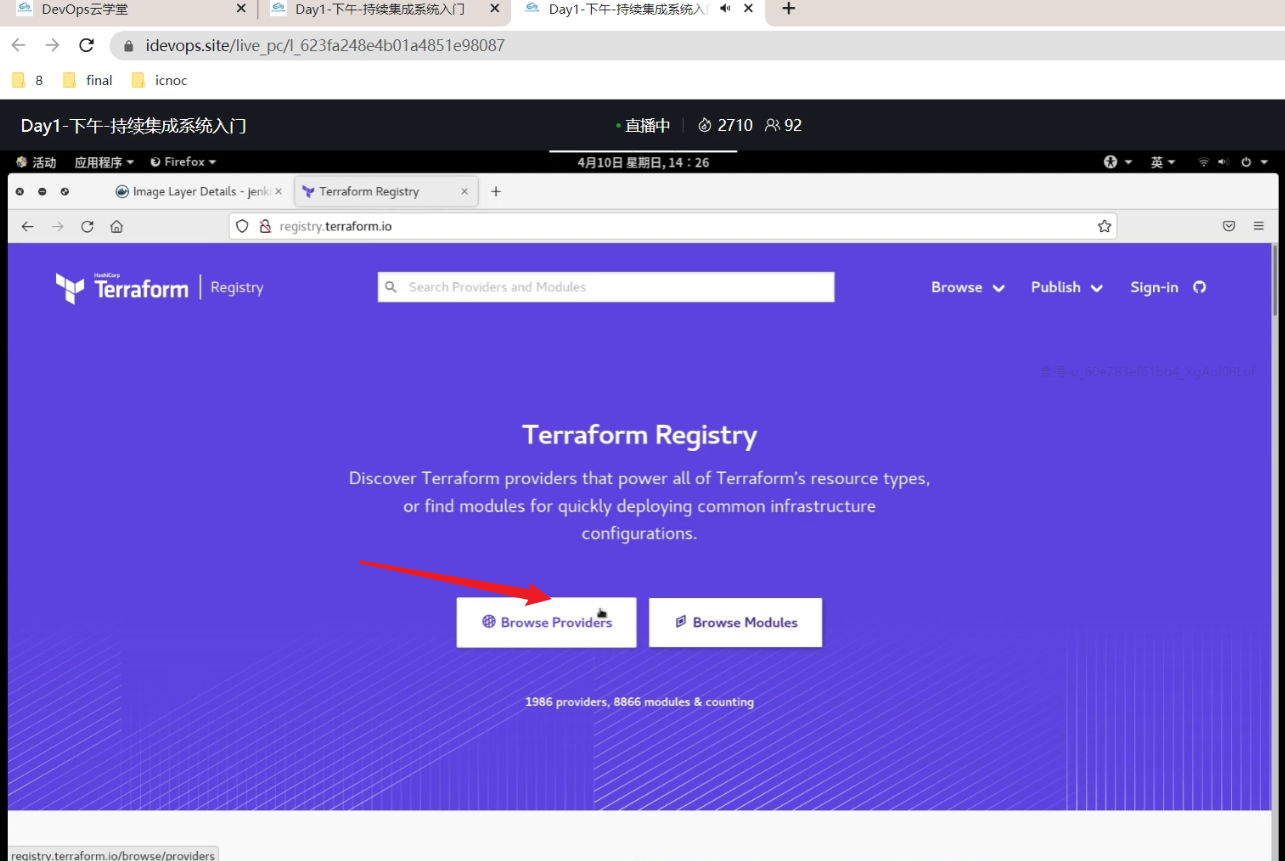 DevOps云学堂
Day1-下午-持续集成系统入门
Day1-下午-持续集成系统入门
idevops.site/live_pc/l_623fa248e4b01a4851e98087
8 final icnoc
Day1-下午-持续集成系统入门 直播中 2710 92
活动 应用程序 Firefox 4月10日 星期日, 14：26 英
Image Layer Details - jenki Terraform Registry
registry.terraform.io
HashiCorp
Terraform Registry Search Providers and Modules Browse Publish Sign-in
Terraform Registry
Discover Terraform providers that power all of Terraform's resource types,
or find modules for quickly deploying common infrastructure
configurations.
Browse Providers Browse Modules
1986 providers, 8866 modules & counting
registry.terraform.io/browse/providers